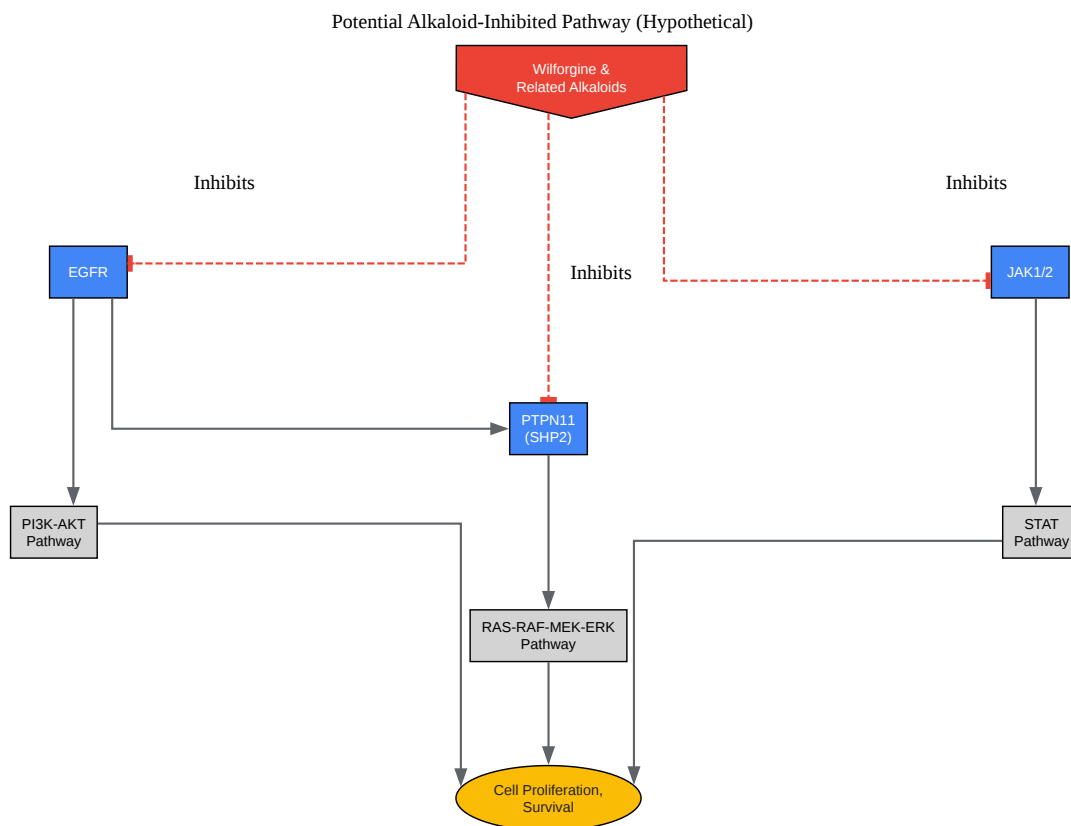 Potential Alkaloid-Inhibited Pathway (Hypothetical)
Wilforgine &
Related Alkaloids
Inhibits
Inhibits
Inhibits
EGFR
JAK1/2
PTPN11
(SHP2)
PI3K-AKT
Pathway
STAT
Pathway
RAS-RAF-MEK-ERK
Pathway
Cell Proliferation,
Survival